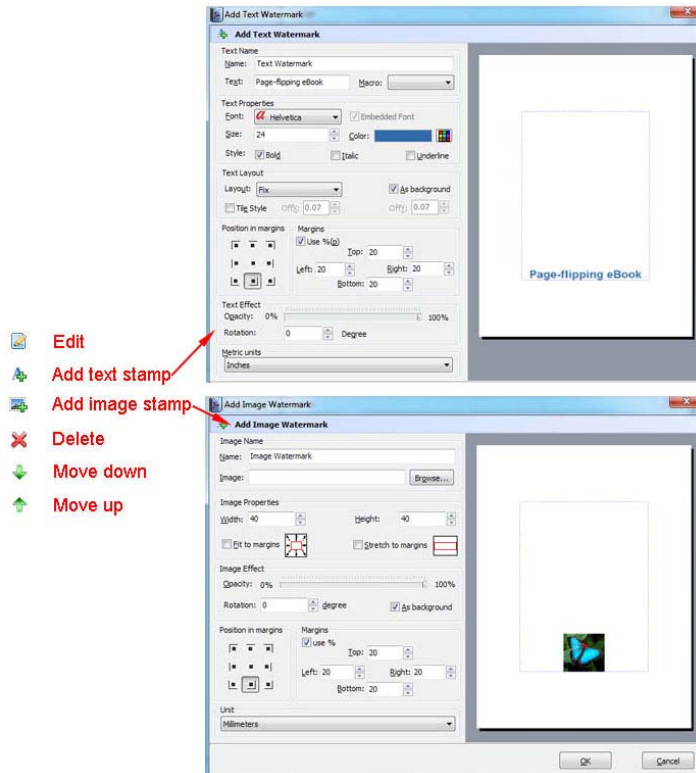 Add Text Watermark
Add Text Watermark
Text Name
Name: Text Watermark
Text: Page-flipping eBook Macro:
Text Properties
Font: a Helvetica Embedded Font
Size: 24 Color:
Style: Bold Italic Underline
Text Layout
Layout: Fix As background
Tile Style OffX: 0.07 OffY: 0.07
Position in margins Margins
Use %(p)
Top: 20
Left: 20 Right: 20
Bottom: 20
Text Effect
Opacity: 0% 100%
Rotation: 0 Degree
Metric units
Inches
Page-flipping eBook
Edit
Add text stamp
Add image stamp
Delete
Move down
Move up
Add Image Watermark
Add Image Watermark
Image Name
Name: Image Watermark
Image: Browse...
Image Properties
Width: 40 Height: 40
Fit to margins Stretch to margins
Image Effect
Opacity: 0% 100%
Rotation: 0 degree As background
Position in margins Margins
use %
Top: 20
Left: 20 Right: 20
Bottom: 20
Unit
Millimeters
OK Cancel